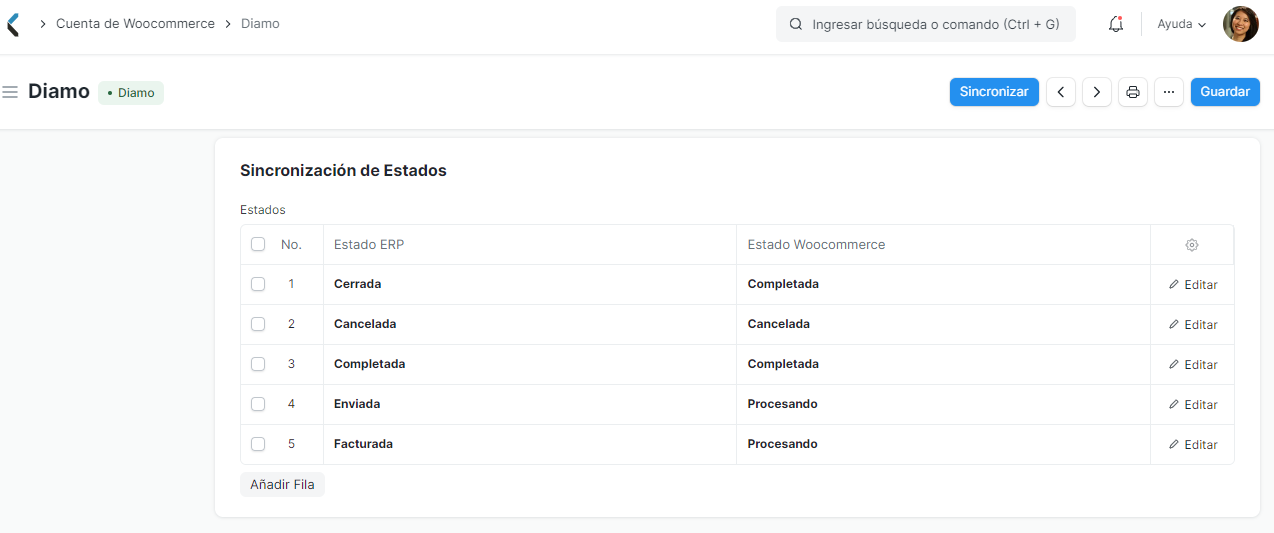 Cuenta de Woocommerce > Diamo
Ingresar búsqueda o comando (Ctrl + G)
Ayuda
Diamo
• Diamo
Sincronizar
...
Guardar
Sincronización de Estados
Estados
No. Estado ERP Estado Woocommerce
1 Cerrada Completada Editar
2 Cancelada Cancelada Editar
3 Completada Completada Editar
4 Enviada Procesando Editar
5 Facturada Procesando Editar
Añadir Fila